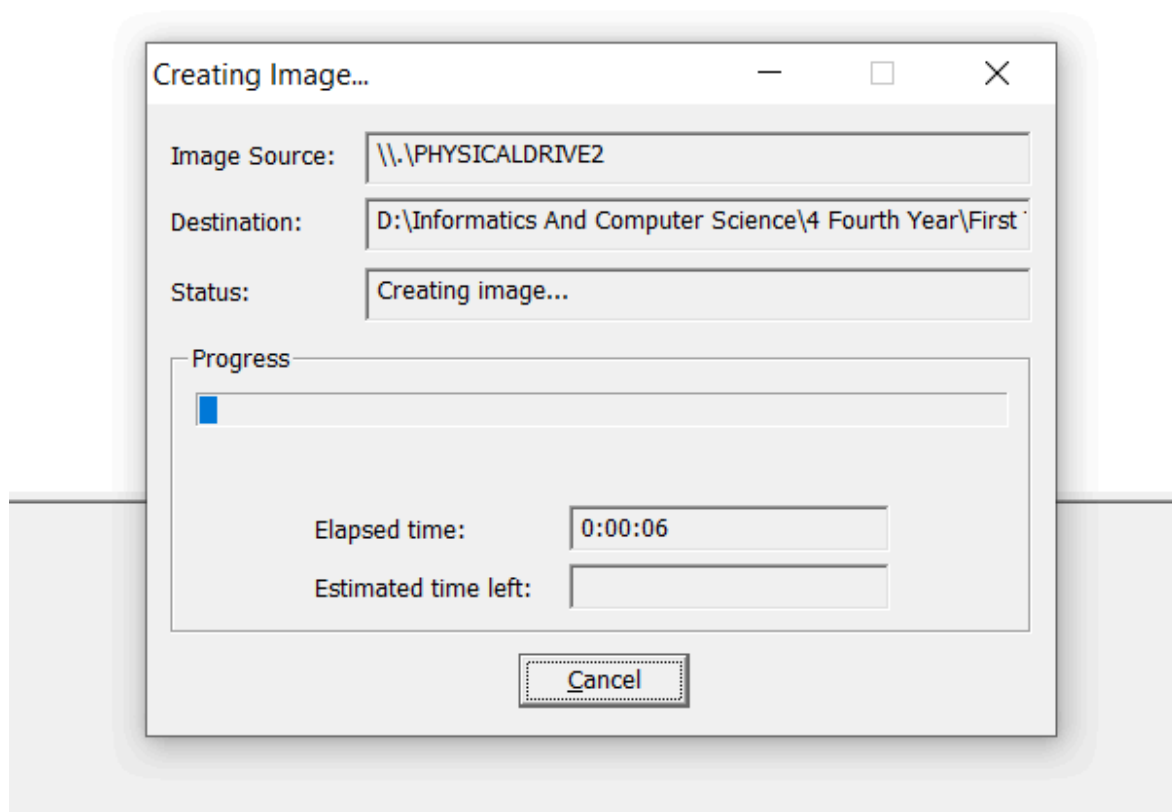 Creating Image...
Image Source: \\.\PHYSICALDRIVE2
Destination: D:\Informatics And Computer Science\4 Fourth Year\First
Status: Creating image...
Progress
Elapsed time: 0:00:06
Estimated time left:
Cancel